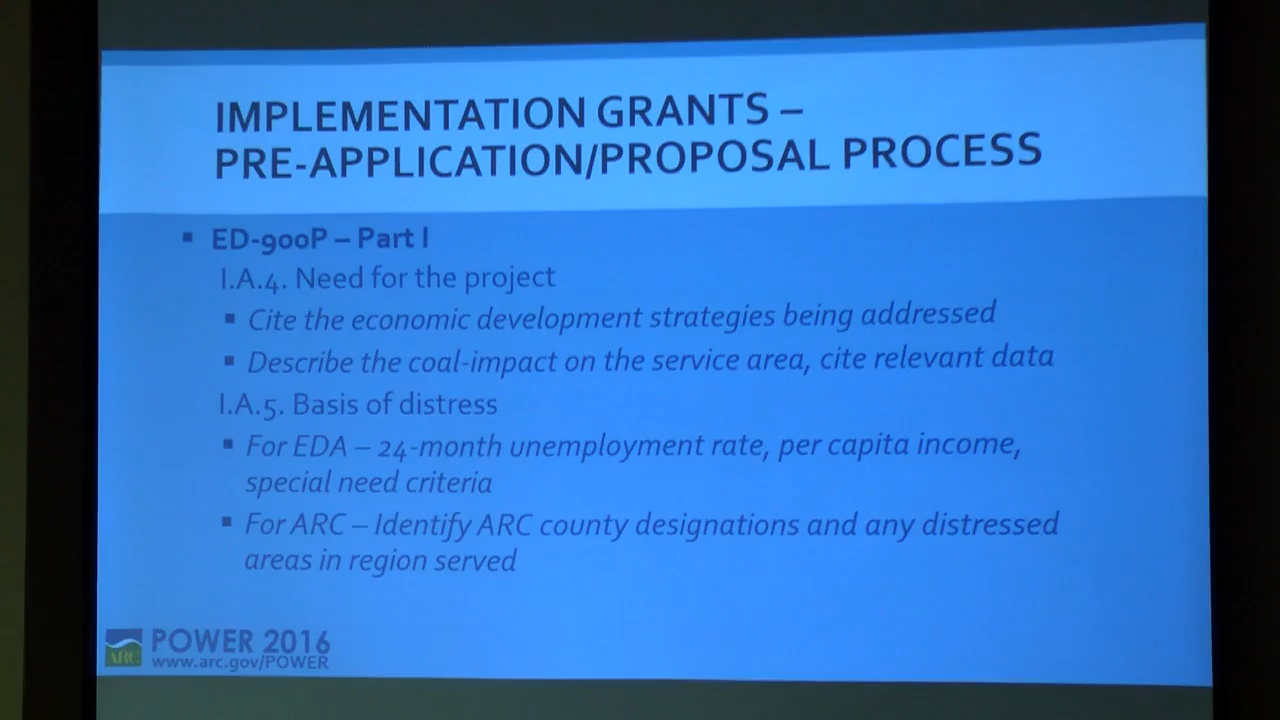 IMPLEMENTATION GRANTS –
PRE-APPLICATION/PROPOSAL PROCESS
▪ ED-900P – Part I
I.A.4. Need for the project
▪ Cite the economic development strategies being addressed
▪ Describe the coal-impact on the service area, cite relevant data
I.A.5. Basis of distress
▪ For EDA – 24-month unemployment rate, per capita income,
special need criteria
▪ For ARC – Identify ARC county designations and any distressed
areas in region served
ARC
POWER 2016
www.arc.gov/POWER